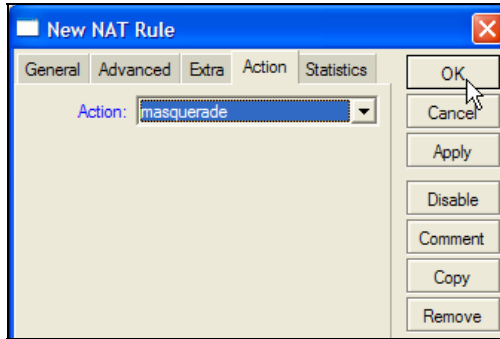 New NAT Rule
General Advanced Extra Action Statistics
Action: masquerade
OK
Cancel
Apply
Disable
Comment
Copy
Remove